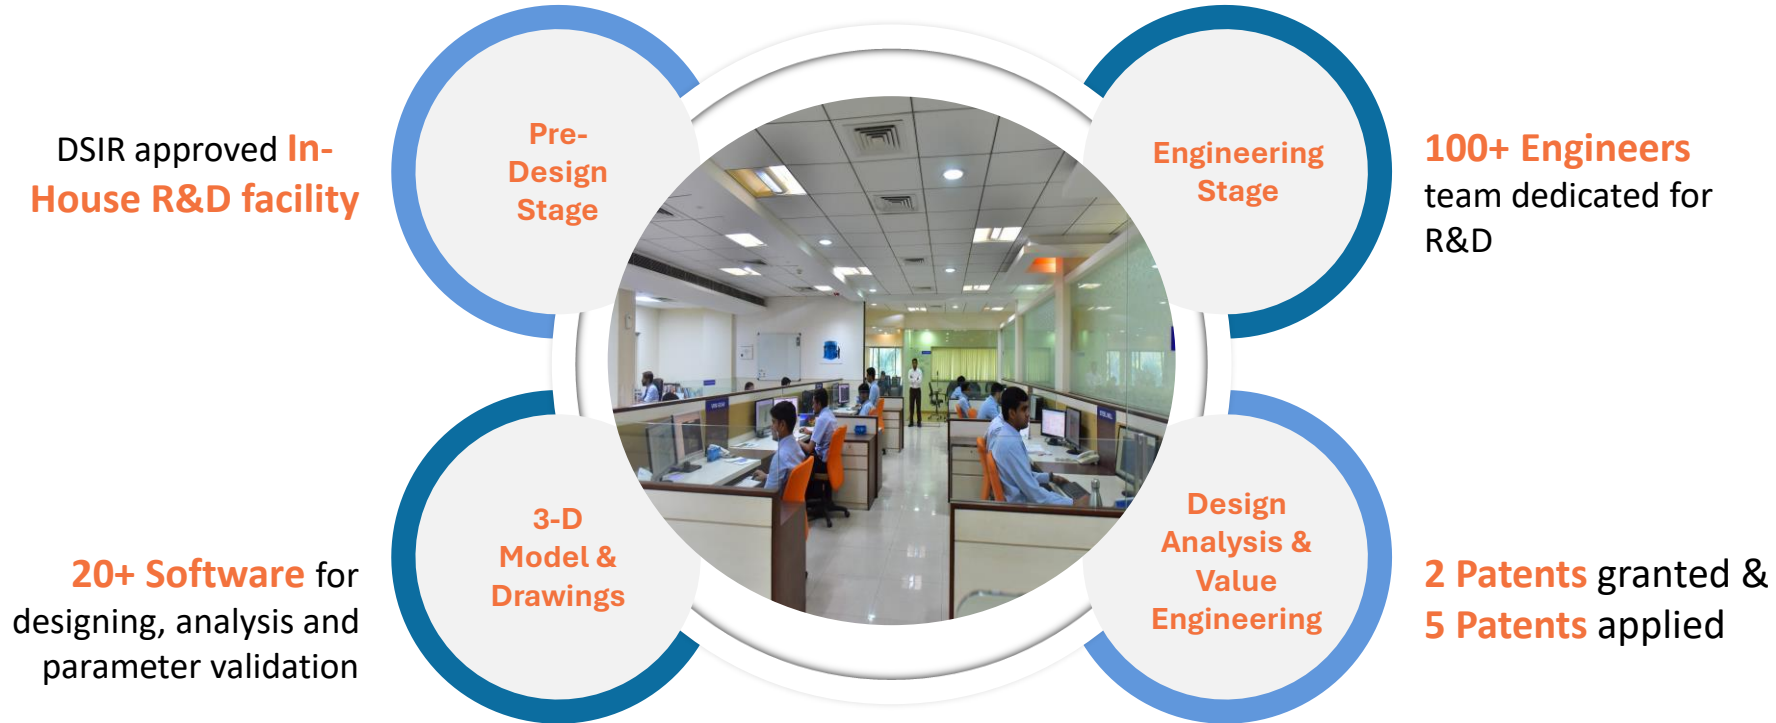 DSIR approved In-
House R&D facility
Pre-
Design
Stage
Engineering
Stage
100+ Engineers
team dedicated for
R&D
20+ Software for
designing, analysis and
parameter validation
3-D
Model &
Drawings
Design
Analysis &
Value
Engineering
2 Patents granted &
5 Patents applied